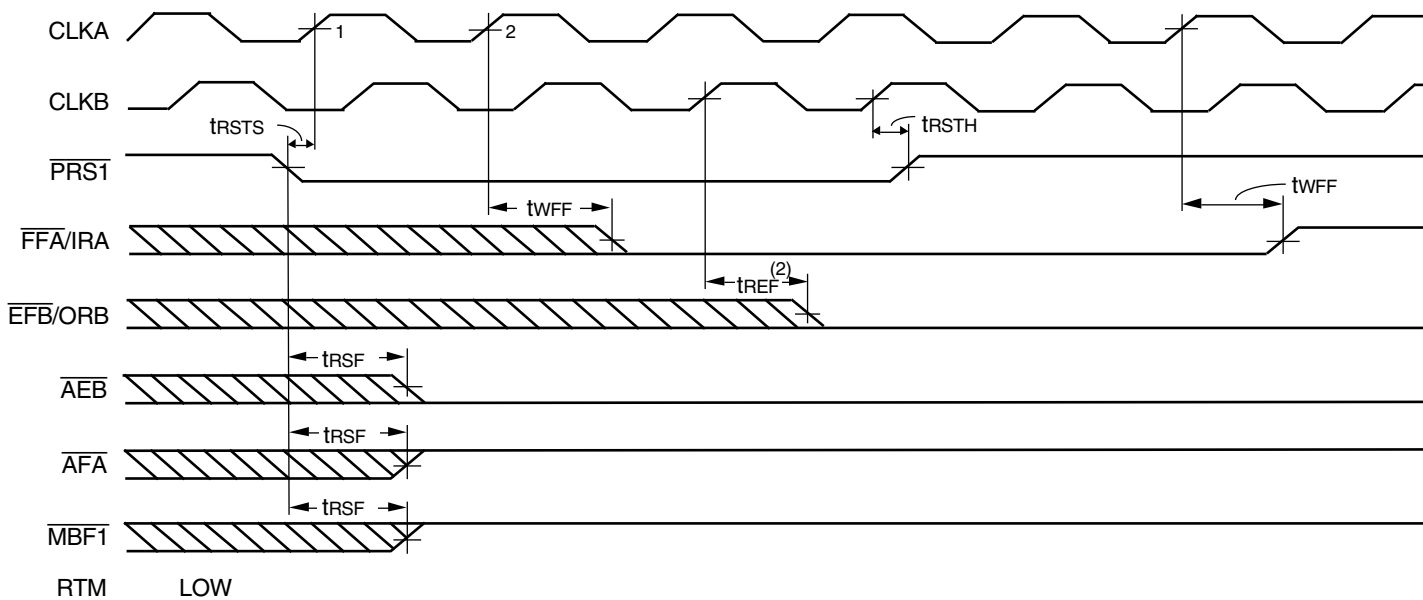 CLKA
1
2
CLKB
tRSTS
tRSTH
PRS1
tWFF
tWFF
FFA/IRA
tREF(2)
EFB/ORB
tRSF
AEB
tRSF
AFA
tRSF
MBF1
RTM LOW